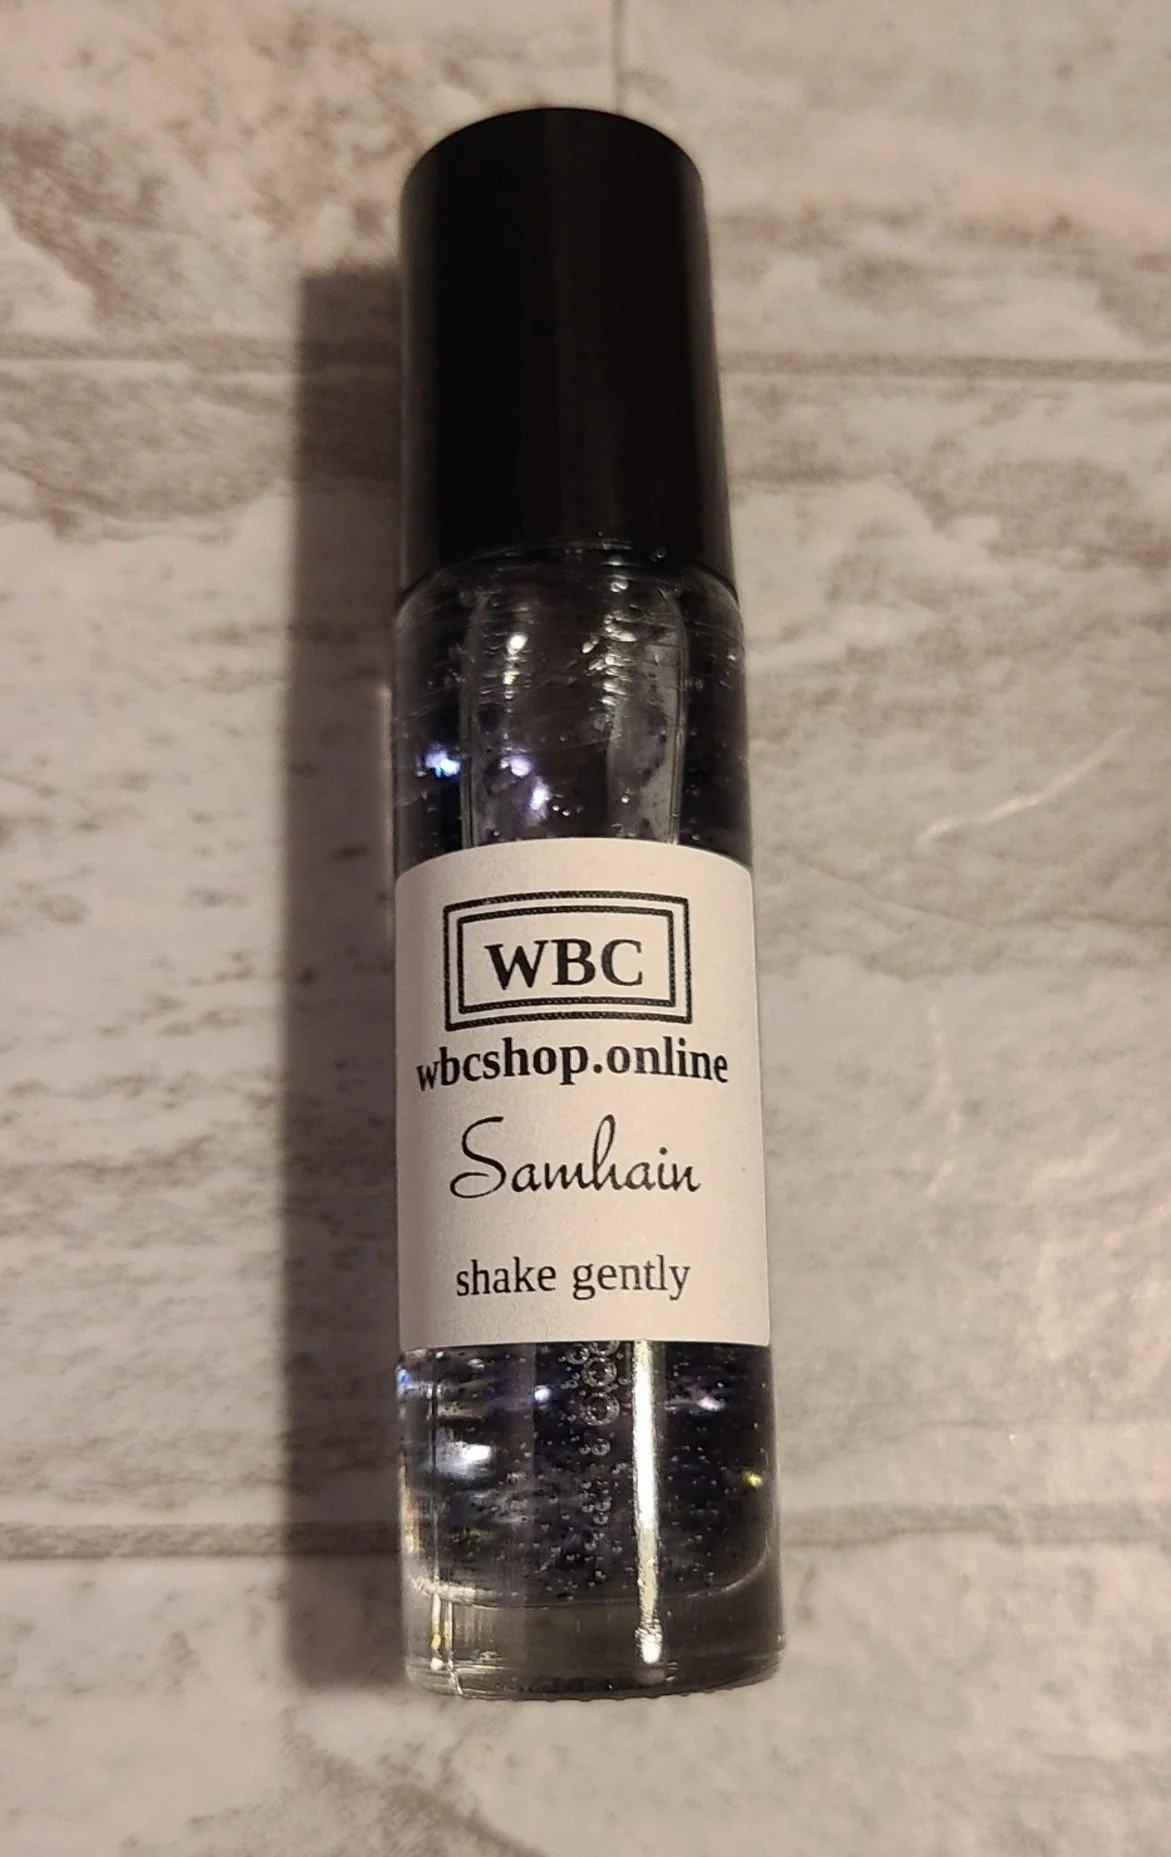 WBC
wbcshop.online
Samhain
shake gently